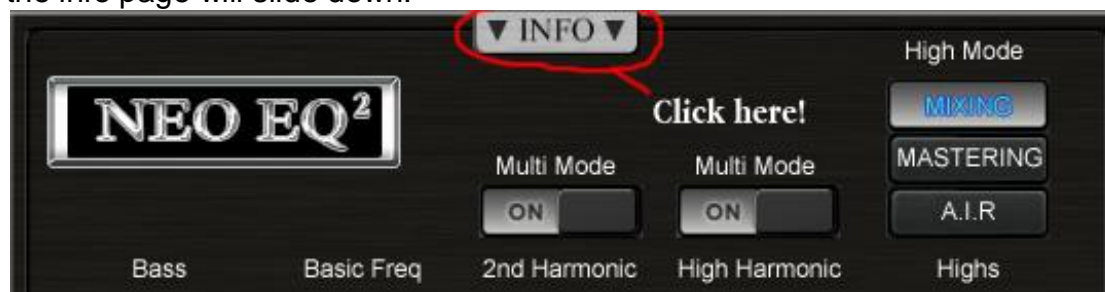 the info page will slide down.
▼ INFO ▼
High Mode
NEO EQ²
Click here!
MIXING
Multi Mode Multi Mode
MASTERING
ON ON
A.I.R
Bass Basic Freq 2nd Harmonic High Harmonic Highs